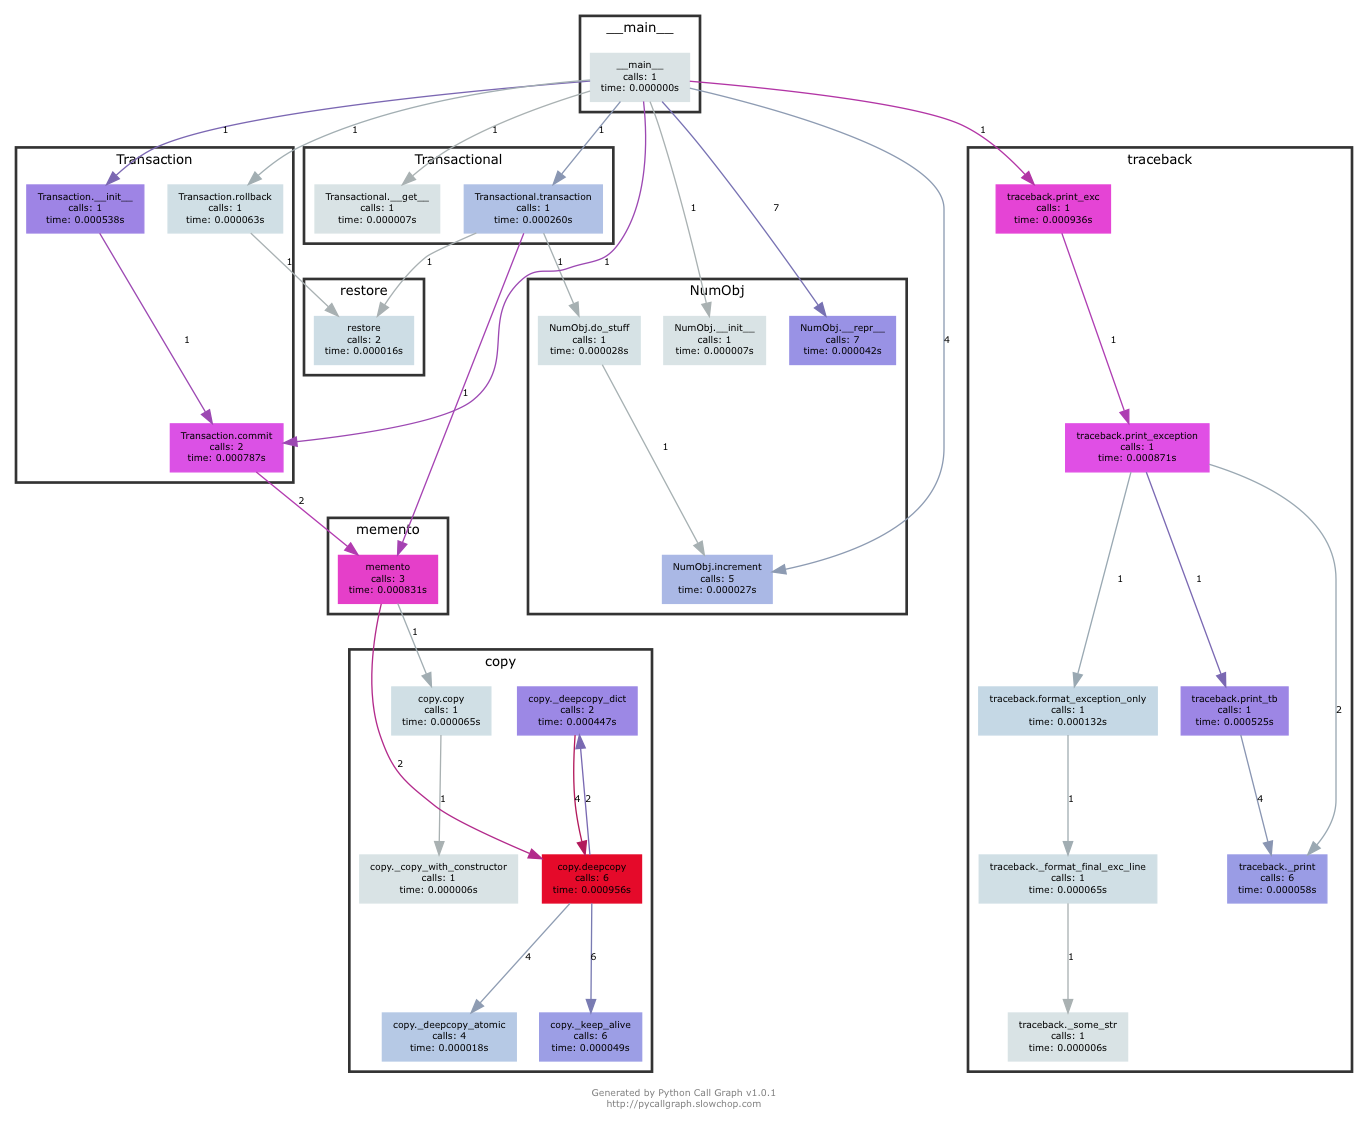 __main__
__main__
calls: 1
time: 0.000000s
1
1
1
1
1
Transaction
Transactional
traceback
Transaction.__init__
calls: 1
time: 0.000538s
Transaction.rollback
calls: 1
time: 0.000063s
Transactional.__get__
calls: 1
time: 0.000007s
Transactional.transaction
calls: 1
time: 0.000260s
traceback.print_exc
calls: 1
time: 0.000936s
1
7
1
1
1
1
restore
NumObj
restore
calls: 2
time: 0.000016s
NumObj.do_stuff
calls: 1
time: 0.000028s
NumObj.__init__
calls: 1
time: 0.000007s
NumObj.__repr__
calls: 7
time: 0.000042s
1
4
1
1
Transaction.commit
calls: 2
time: 0.000787s
1
traceback.print_exception
calls: 1
time: 0.000871s
2
memento
memento
calls: 3
time: 0.000831s
NumObj.increment
calls: 5
time: 0.000027s
1
1
1
copy
copy.copy
calls: 1
time: 0.000065s
copy._deepcopy_dict
calls: 2
time: 0.000447s
traceback.format_exception_only
calls: 1
time: 0.000132s
traceback.print_tb
calls: 1
time: 0.000525s
2
2
1
4
2
1
4
copy._copy_with_constructor
calls: 1
time: 0.000006s
copy.deepcopy
calls: 6
time: 0.000956s
traceback._format_final_exc_line
calls: 1
time: 0.000065s
traceback._print
calls: 6
time: 0.000058s
4
6
1
copy._deepcopy_atomic
calls: 4
time: 0.000018s
copy._keep_alive
calls: 6
time: 0.000049s
traceback._some_str
calls: 1
time: 0.000006s
Generated by Python Call Graph v1.0.1
http://pycallgraph.slowchop.com